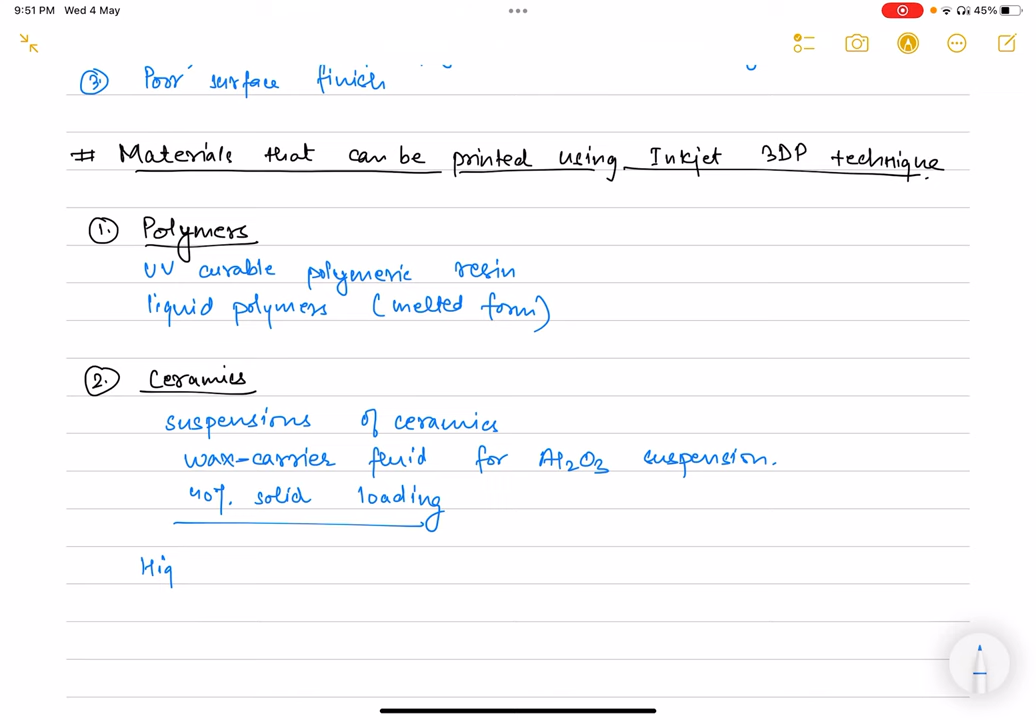 9:51 PM Wed 4 May
45%
③ Poor surface finish
# Materials that can be printed using Inkjet 3DP technique.
①. Polymers
UV curable polymeric resin
liquid polymers (melted form)
②. Ceramics
suspensions of ceramics
wax-carrier fluid for Al₂O₃ suspension.
40% solid loading
Hig